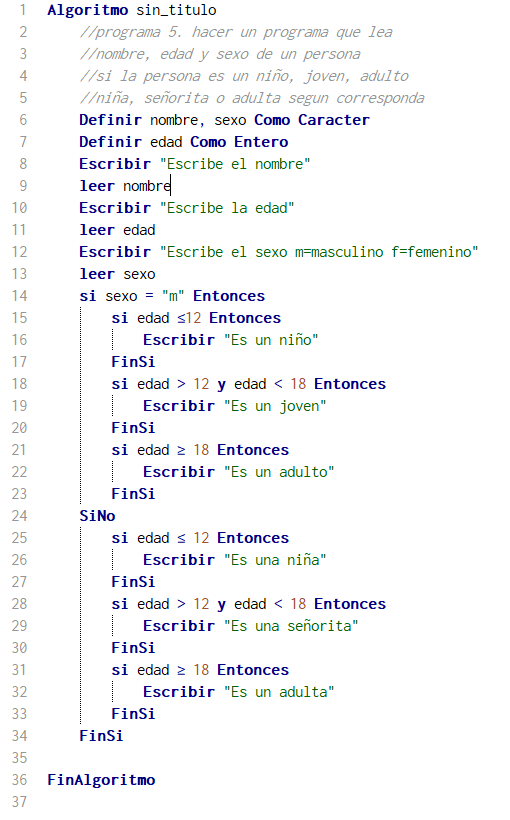 1 Algoritmo sin_titulo
2 //programa 5. hacer un programa que lea
3 //nombre, edad y sexo de un persona
4 //si la persona es un niño, joven, adulto
5 //niña, señorita o adulta segun corresponda
6 Definir nombre, sexo Como Caracter
7 Definir edad Como Entero
8 Escribir "Escribe el nombre"
9 leer nombre
10 Escribir "Escribe la edad"
11 leer edad
12 Escribir "Escribe el sexo m=masculino f=femenino"
13 leer sexo
14 si sexo = "m" Entonces
15 si edad ≤12 Entonces
16 Escribir "Es un niño"
17 FinSi
18 si edad > 12 y edad < 18 Entonces
19 Escribir "Es un joven"
20 FinSi
21 si edad ≥ 18 Entonces
22 Escribir "Es un adulto"
23 FinSi
24 SiNo
25 si edad ≤ 12 Entonces
26 Escribir "Es una niña"
27 FinSi
28 si edad > 12 y edad < 18 Entonces
29 Escribir "Es una señorita"
30 FinSi
31 si edad ≥ 18 Entonces
32 Escribir "Es un adulta"
33 FinSi
34 FinSi
35
36 FinAlgoritmo
37